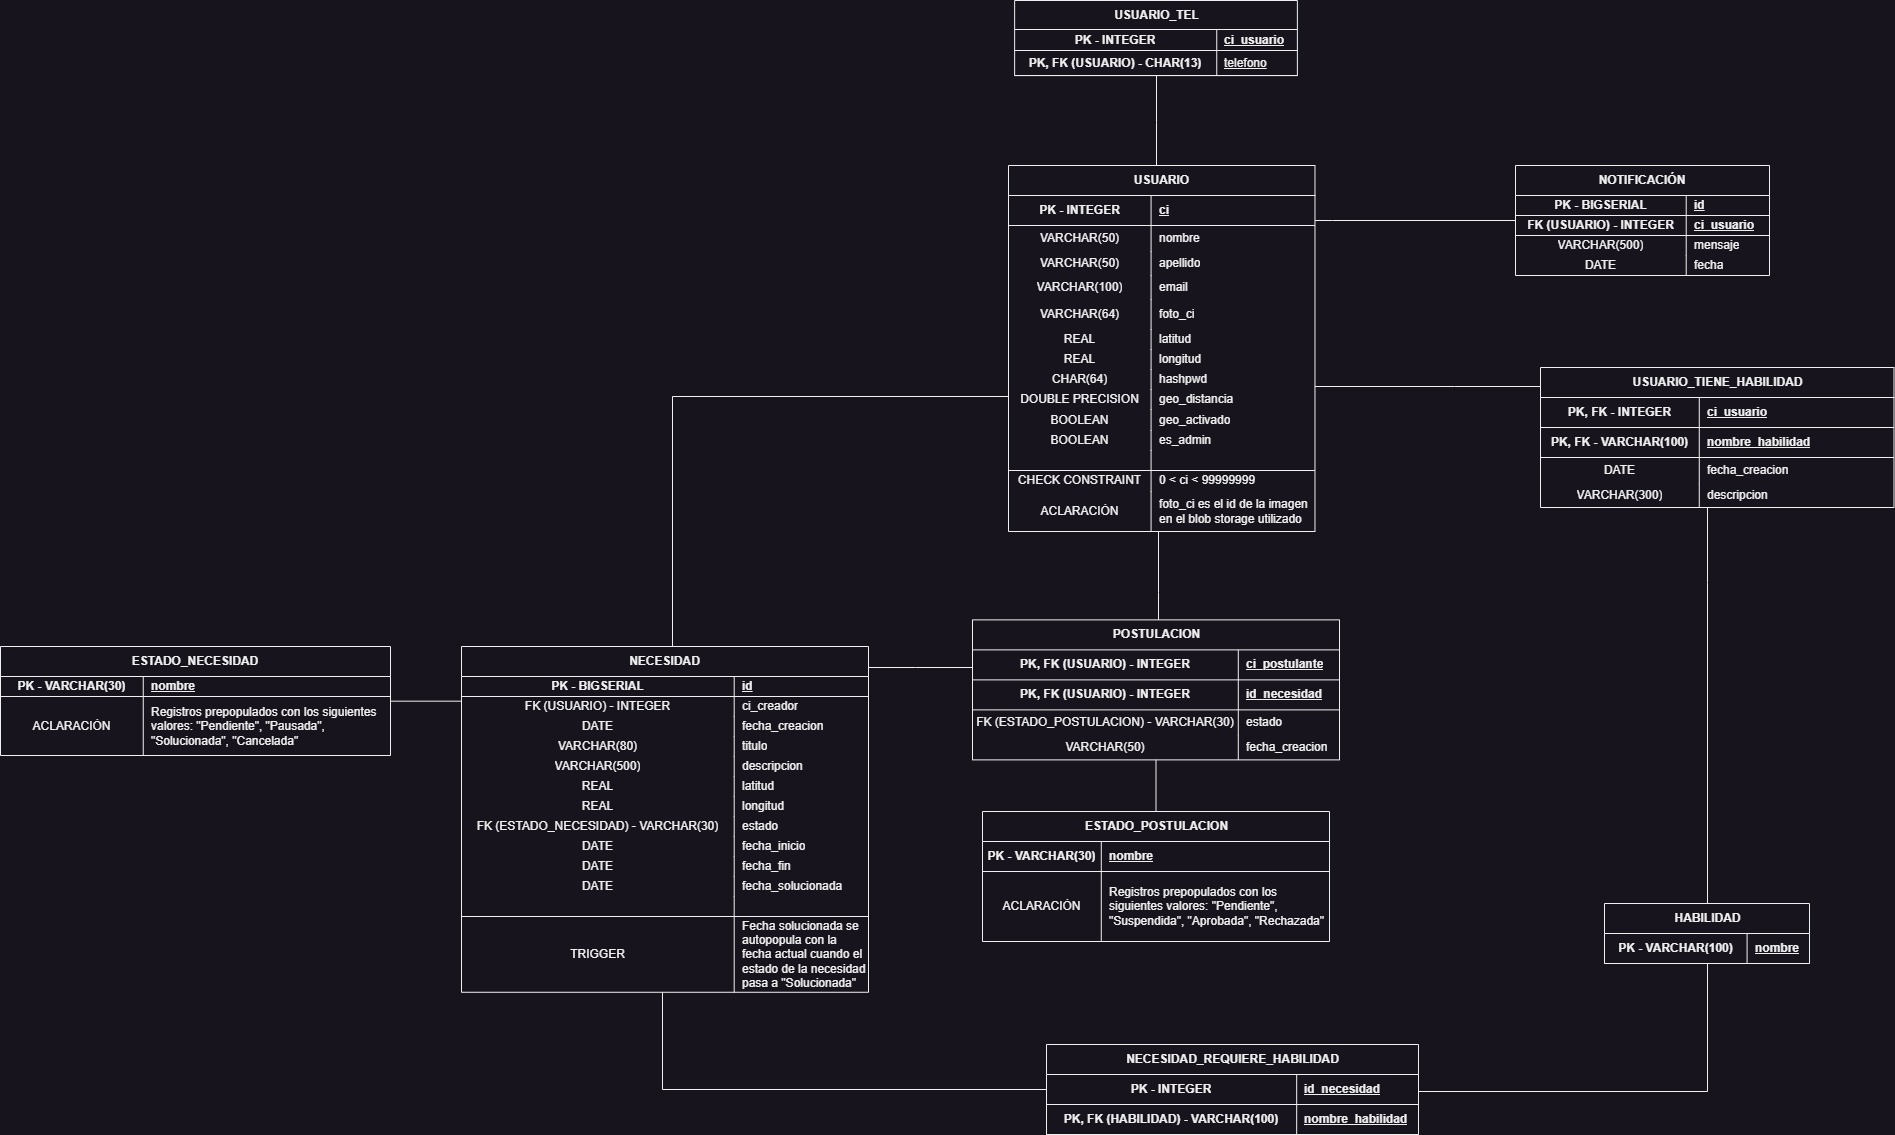 USUARIO_TEL
PK - INTEGER ci_usuario
PK, FK (USUARIO) - CHAR(13) telefono
USUARIO
PK - INTEGER ci
VARCHAR(50) nombre
VARCHAR(50) apellido
VARCHAR(100) email
VARCHAR(64) foto_ci
REAL latitud
REAL longitud
CHAR(64) hashpwd
DOUBLE PRECISION geo_distancia
BOOLEAN geo_activado
BOOLEAN es_admin
CHECK CONSTRAINT 0 < ci < 99999999
ACLARACIÓN foto_ci es el id de la imagen
en el blob storage utilizado
NOTIFICACIÓN
PK - BIGSERIAL id
FK (USUARIO) - INTEGER ci_usuario
VARCHAR(500) mensaje
DATE fecha
USUARIO_TIENE_HABILIDAD
PK, FK - INTEGER ci_usuario
PK, FK - VARCHAR(100) nombre_habilidad
DATE fecha_creacion
VARCHAR(300) descripcion
ESTADO_NECESIDAD
PK - VARCHAR(30) nombre
ACLARACIÓN Registros prepopulados con los siguientes
valores: "Pendiente", "Pausada",
"Solucionada", "Cancelada"
NECESIDAD
PK - BIGSERIAL id
FK (USUARIO) - INTEGER ci_creador
DATE fecha_creacion
VARCHAR(80) titulo
VARCHAR(500) descripcion
REAL latitud
REAL longitud
FK (ESTADO_NECESIDAD) - VARCHAR(30) estado
DATE fecha_inicio
DATE fecha_fin
DATE fecha_solucionada
TRIGGER Fecha solucionada se
autopopula con la
fecha actual cuando el
estado de la necesidad
pasa a "Solucionada"
POSTULACION
PK, FK (USUARIO) - INTEGER ci_postulante
PK, FK (USUARIO) - INTEGER id_necesidad
FK (ESTADO_POSTULACION) - VARCHAR(30) estado
VARCHAR(50) fecha_creacion
ESTADO_POSTULACION
PK - VARCHAR(30) nombre
ACLARACIÓN Registros prepopulados con los
siguientes valores: "Pendiente",
"Suspendida", "Aprobada", "Rechazada"
HABILIDAD
PK - VARCHAR(100) nombre
NECESIDAD_REQUIERE_HABILIDAD
PK - INTEGER id_necesidad
PK, FK (HABILIDAD) - VARCHAR(100) nombre_habilidad